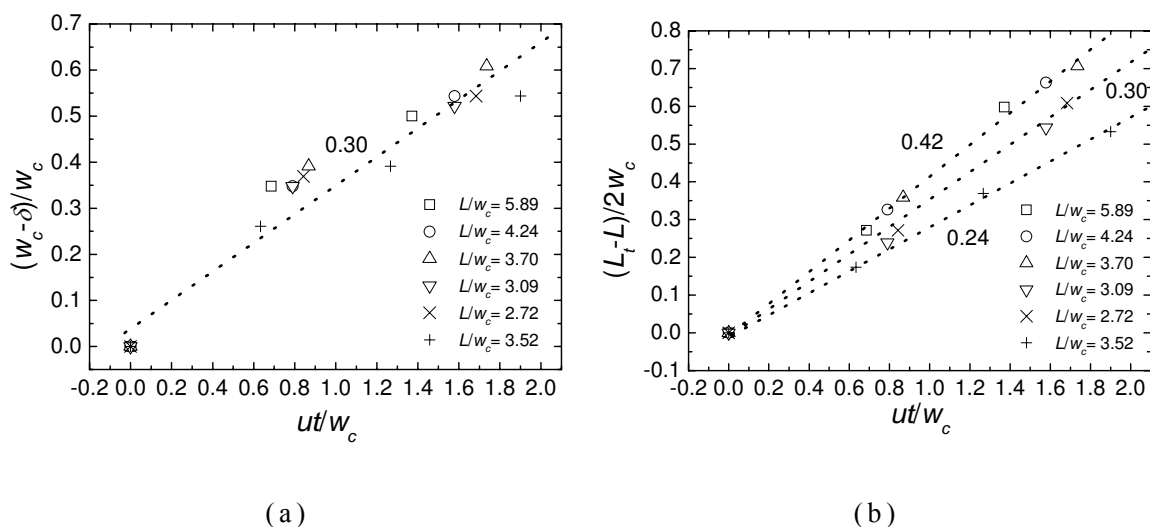 0.7
0.6
0.5
0.4
0.3
0.2
0.1
0.0
(w_c-δ)/w_c
0.30
L/w_c= 5.89
L/w_c= 4.24
L/w_c= 3.70
L/w_c= 3.09
L/w_c= 2.72
L/w_c= 3.52
-0.2 0.0 0.2 0.4 0.6 0.8 1.0 1.2 1.4 1.6 1.8 2.0
ut/w_c
(a)
0.8
0.7
0.6
0.5
0.4
0.3
0.2
0.1
0.0
-0.1
(L_t-L)/2w_c
0.42
0.30
0.24
L/w_c= 5.89
L/w_c= 4.24
L/w_c= 3.70
L/w_c= 3.09
L/w_c= 2.72
L/w_c= 3.52
-0.2 0.0 0.2 0.4 0.6 0.8 1.0 1.2 1.4 1.6 1.8 2.0
ut/w_c
(b)